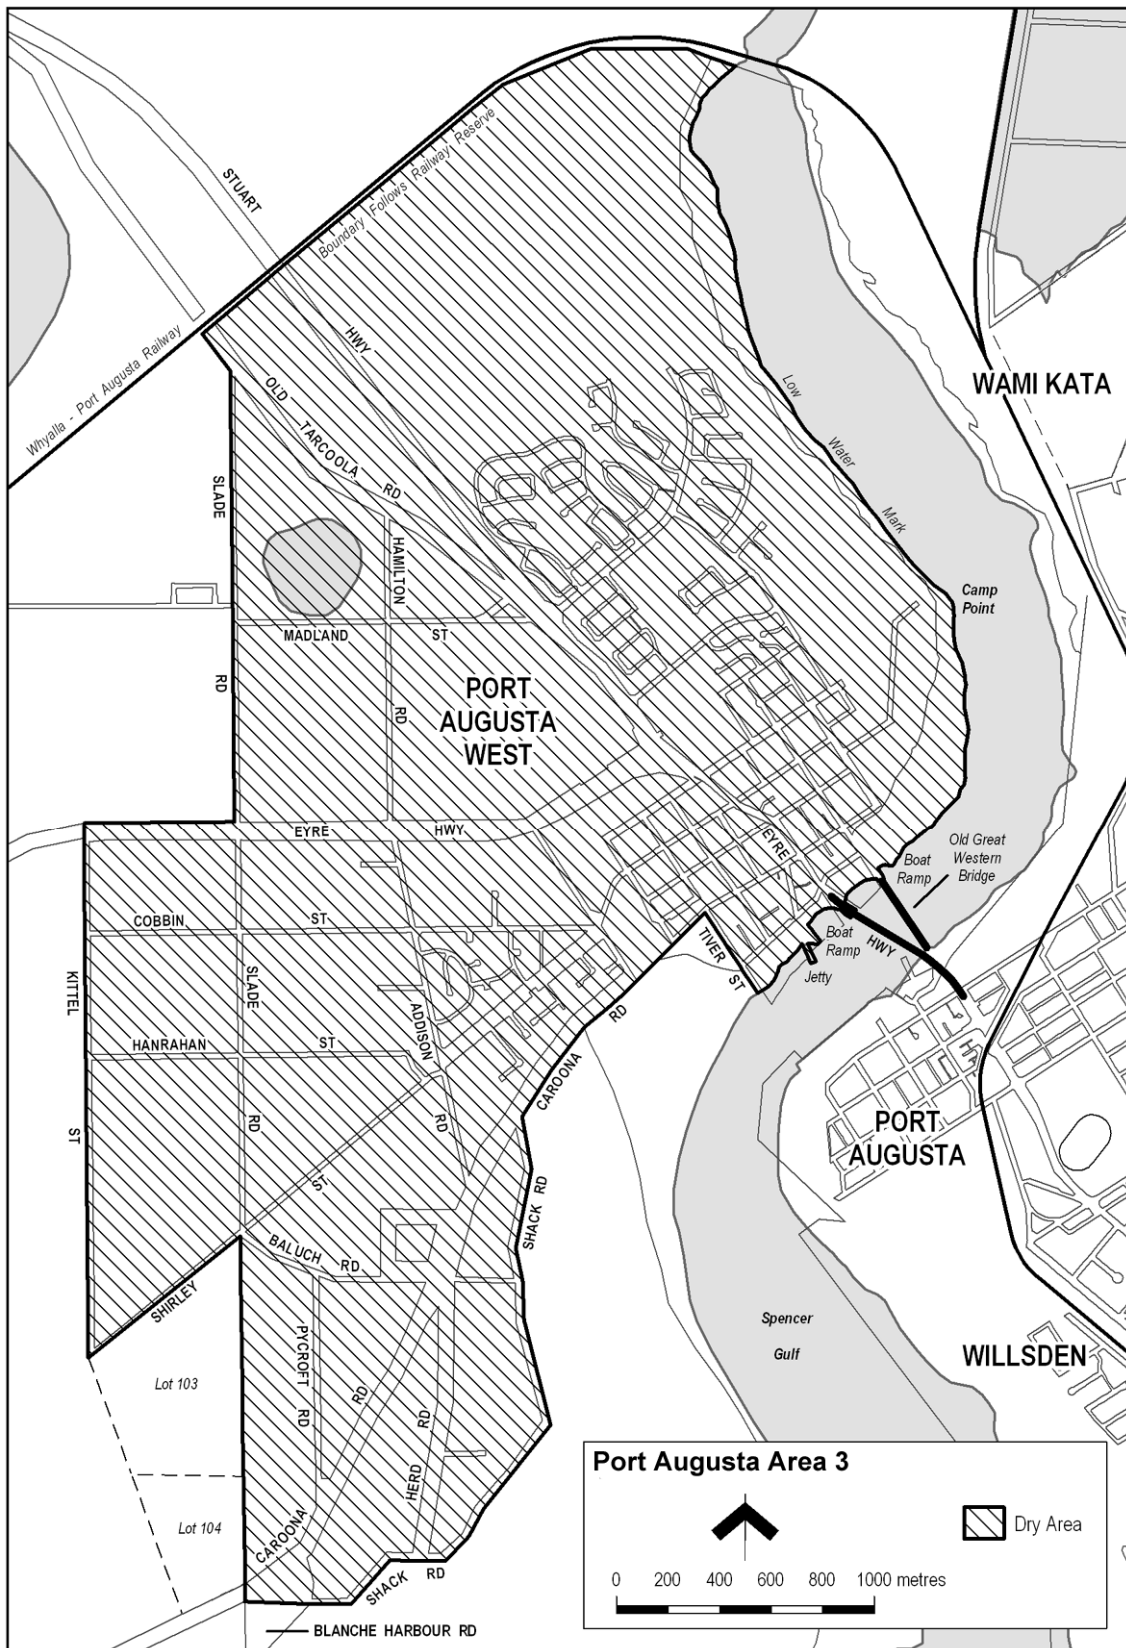 STUART
HWY
Boundary Follows Railway Reserve
Whyalla - Port Augusta Railway
WAMI KATA
OLD TARCOOLA RD
Low Water Mark
SLADE
RD
HAMILTON
RD
MADLAND ST
Camp
Point
PORT
AUGUSTA
WEST
EYRE HWY
EYRE
HWY
Old Great
Western
Bridge
Boat
Ramp
Boat
Ramp
Jetty
COBBIN ST
TIVER ST
KITTEL
ST
SLADE
RD
ADDISON
RD
HANRAHAN ST
CAROONA RD
PORT
AUGUSTA
SHACK RD
SHIRLEY ST
BALUCH RD
PYCROFT RD
Spencer
Gulf
WILLSDEN
Lot 103
Lot 104
CAROONA RD
HERD RD
SHACK RD
BLANCHE HARBOUR RD
Port Augusta Area 3
Dry Area
0 200 400 600 800 1000 metres